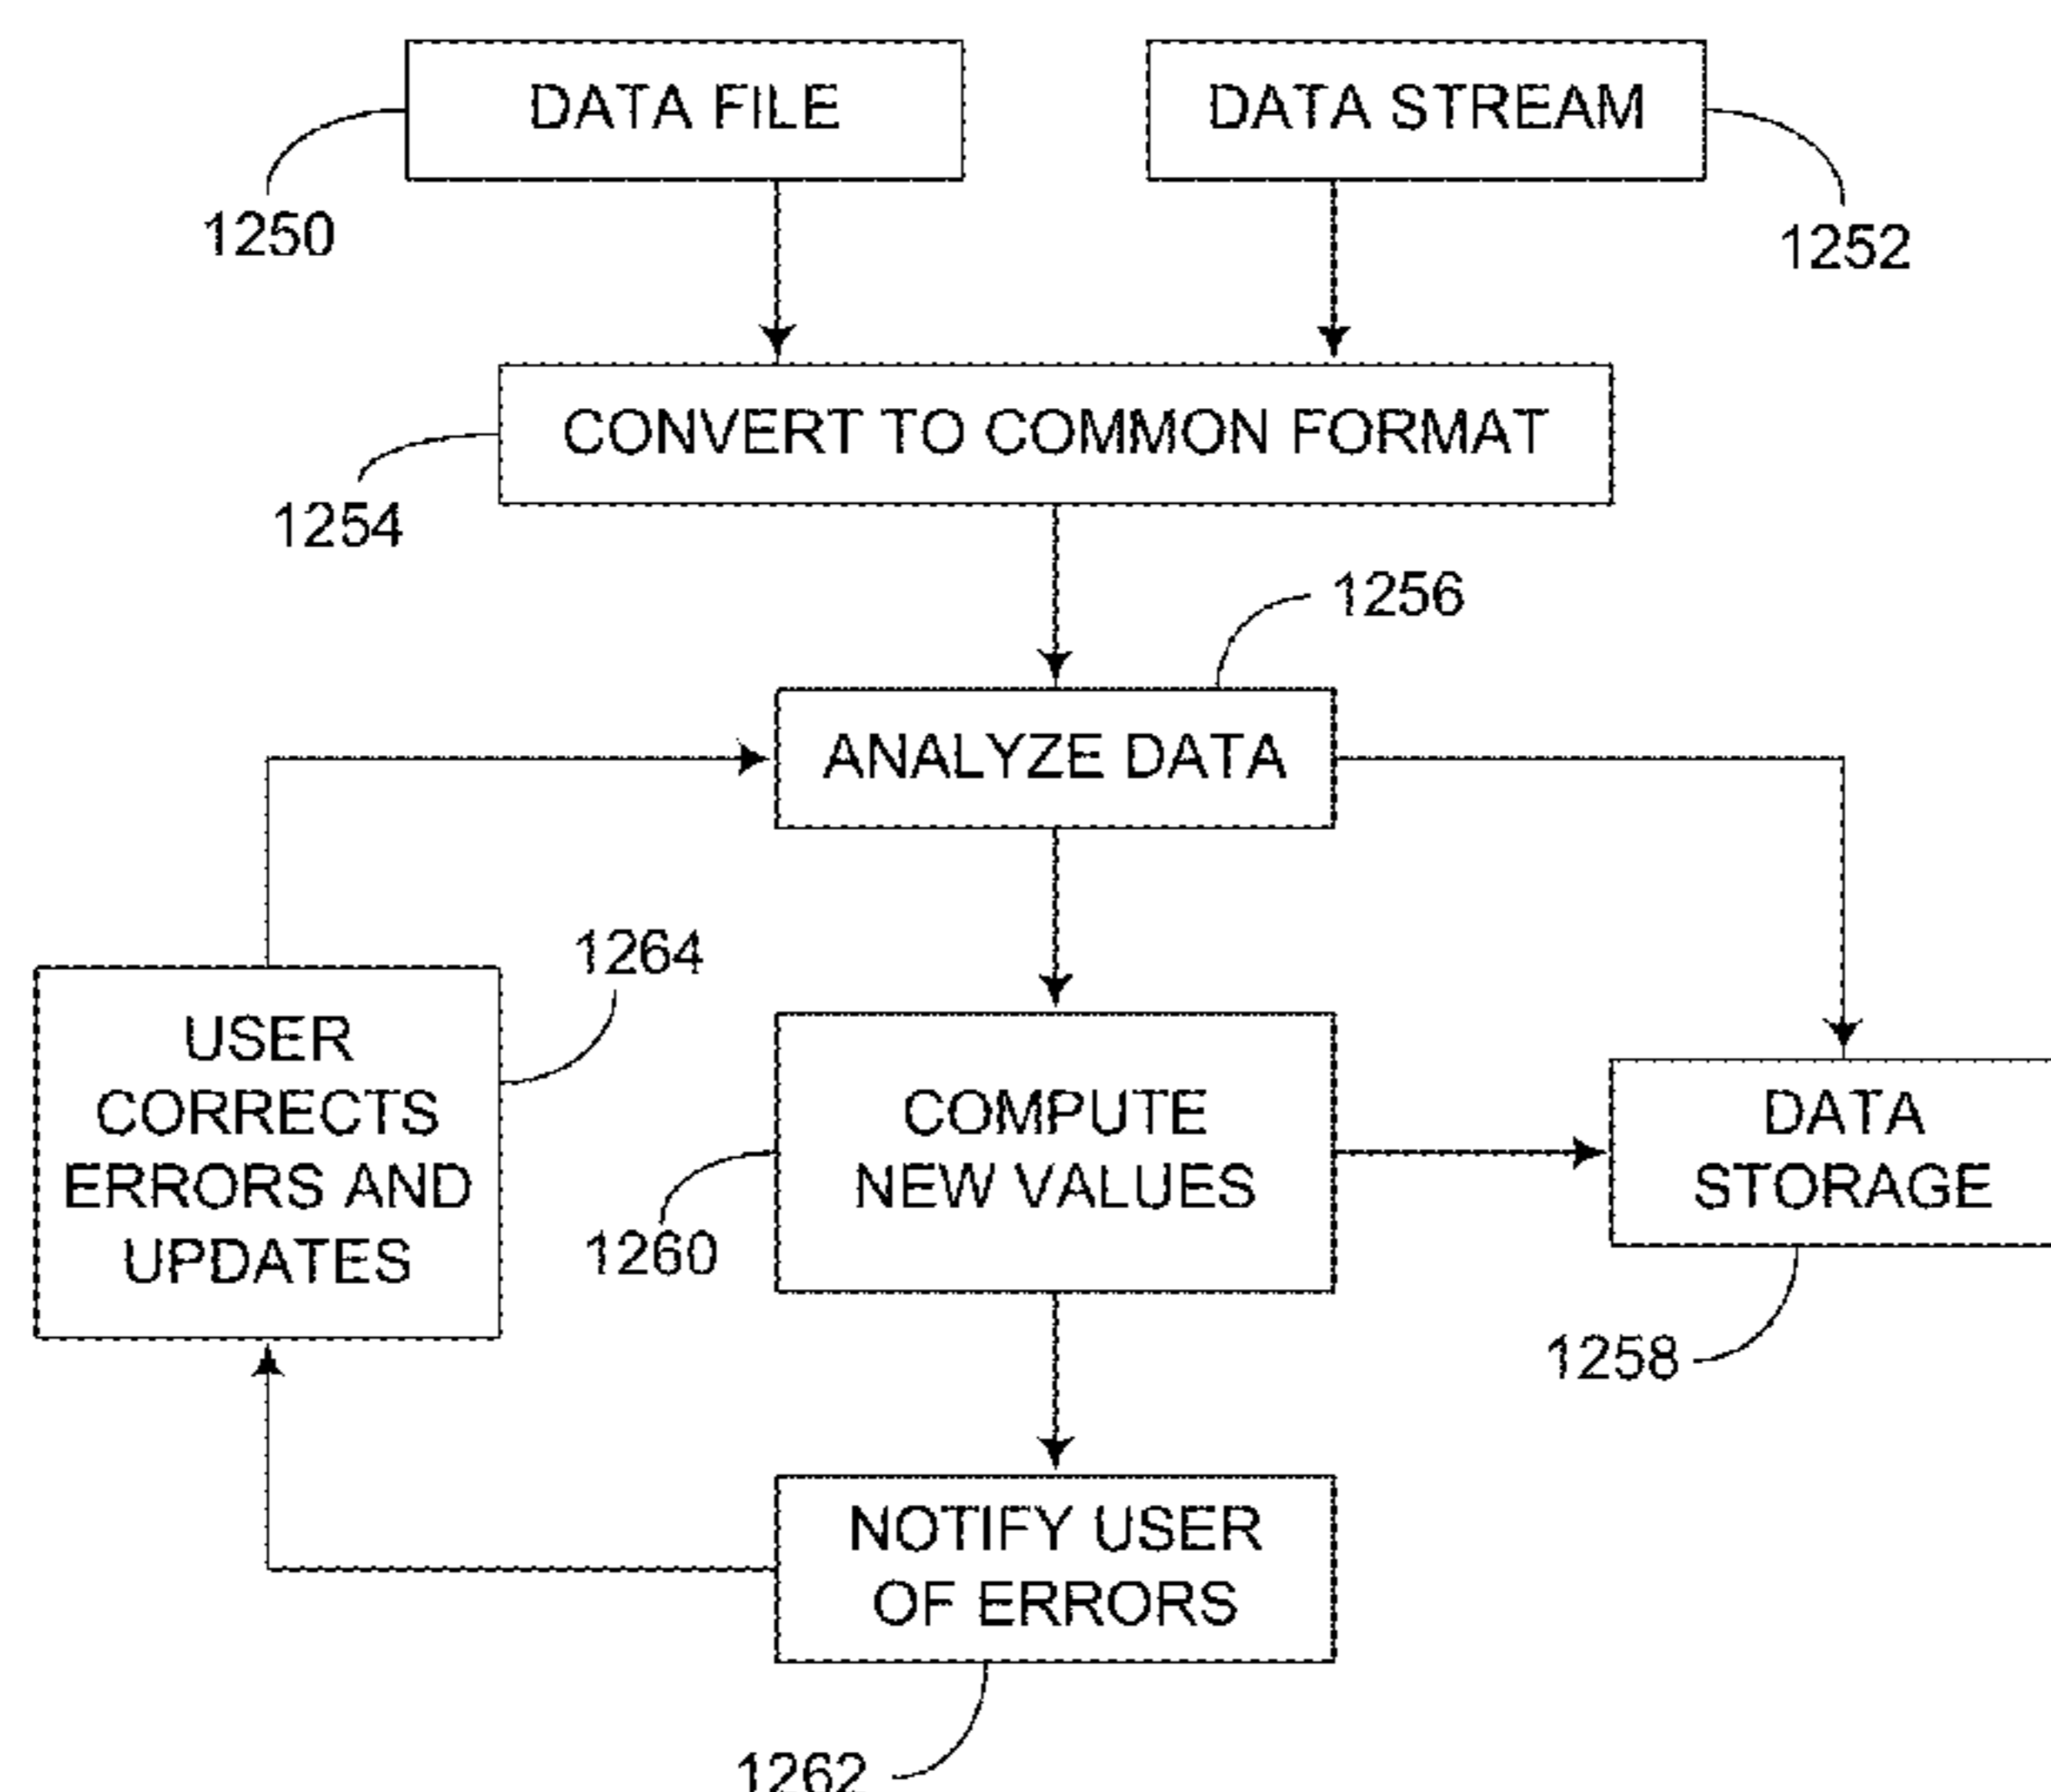 DATA FILE
DATA STREAM
1250
1252
CONVERT TO COMMON FORMAT
1254
1256
ANALYZE DATA
1264
USER
CORRECTS
ERRORS AND
UPDATES
COMPUTE
NEW VALUES
DATA
STORAGE
1260
1258
NOTIFY USER
OF ERRORS
1262